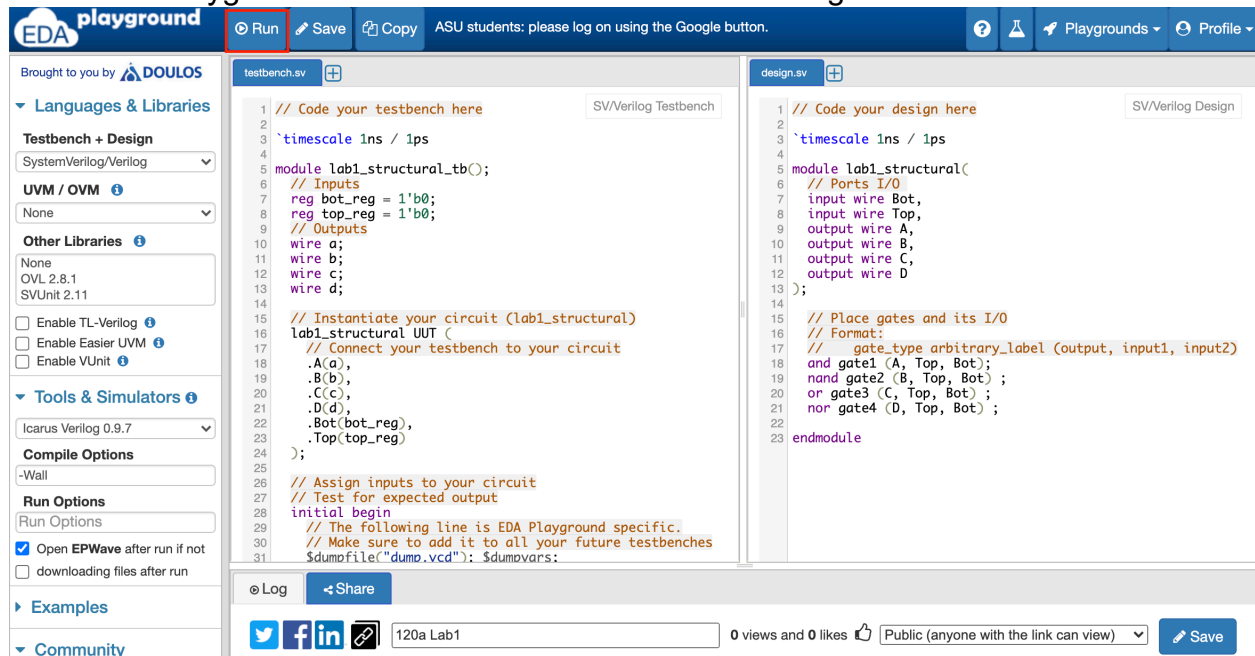 EDA playground
Run
Save
Copy
ASU students: please log on using the Google button.
?
Playgrounds
Profile
Brought to you by DOULOS
Languages & Libraries
Testbench + Design
SystemVerilog/Verilog
UVM / OVM
None
Other Libraries
None
OVL 2.8.1
SVUnit 2.11
Enable TL-Verilog
Enable Easier UVM
Enable VUnit
Tools & Simulators
Icarus Verilog 0.9.7
Compile Options
-Wall
Run Options
Run Options
Open EPWave after run if not
downloading files after run
Examples
Community
testbench.sv
SV/Verilog Testbench
1 // Code your testbench here
2
3 `timescale 1ns / 1ps
4
5 module lab1_structural_tb();
6 // Inputs
7 reg bot_reg = 1'b0;
8 reg top_reg = 1'b0;
9 // Outputs
10 wire a;
11 wire b;
12 wire c;
13 wire d;
14
15 // Instantiate your circuit (lab1_structural)
16 lab1_structural UUT (
17 // Connect your testbench to your circuit
18 .A(a),
19 .B(b),
20 .C(c),
21 .D(d),
22 .Bot(bot_reg),
23 .Top(top_reg)
24 );
25
26 // Assign inputs to your circuit
27 // Test for expected output
28 initial begin
29 // The following line is EDA Playground specific.
30 // Make sure to add it to all your future testbenches
31 $dumpfile("dump.vcd"); $dumpvars;
design.sv
SV/Verilog Design
1 // Code your design here
2
3 `timescale 1ns / 1ps
4
5 module lab1_structural(
6 // Ports I/O
7 input wire Bot,
8 input wire Top,
9 output wire A,
10 output wire B,
11 output wire C,
12 output wire D
13 );
14
15 // Place gates and its I/O
16 // Format:
17 // gate_type arbitrary_label (output, input1, input2)
18 and gate1 (A, Top, Bot);
19 nand gate2 (B, Top, Bot) ;
20 or gate3 (C, Top, Bot) ;
21 nor gate4 (D, Top, Bot) ;
22
23 endmodule
Log
Share
120a Lab1
0 views and 0 likes
Public (anyone with the link can view)
Save